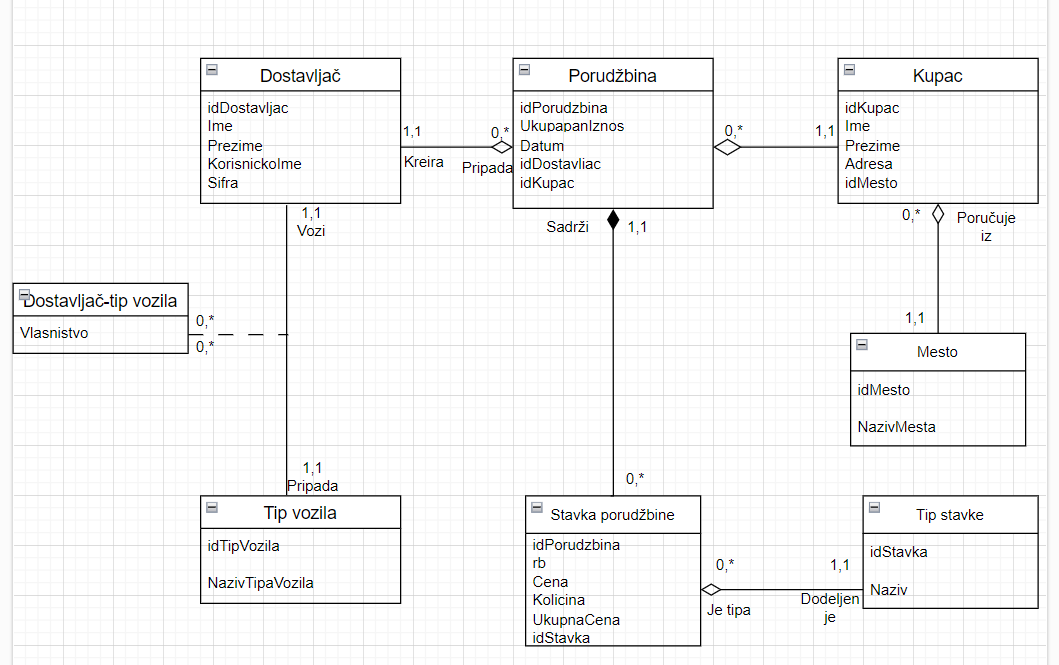 Dostavljač
idDostavljac
Ime
Prezime
KorisnickoIme
Sifra
1,1
Kreira
0,*
Pripada
Porudžbina
idPorudzbina
UkupapanIznos
Datum
idDostavliac
idKupac
0,*
1,1
Kupac
idKupac
Ime
Prezime
Adresa
idMesto
1,1
Vozi
Sadrži
1,1
0,*
Poručuje
iz
Dostavljač-tip vozila
Vlasnistvo
0,*
0,*
1,1
Mesto
idMesto
NazivMesta
1,1
Pripada
Tip vozila
idTipVozila
NazivTipaVozila
0,*
Stavka porudžbine
idPorudzbina
rb
Cena
Kolicina
UkupnaCena
idStavka
0,*
Je tipa
1,1
Dodeljen
je
Tip stavke
idStavka
Naziv